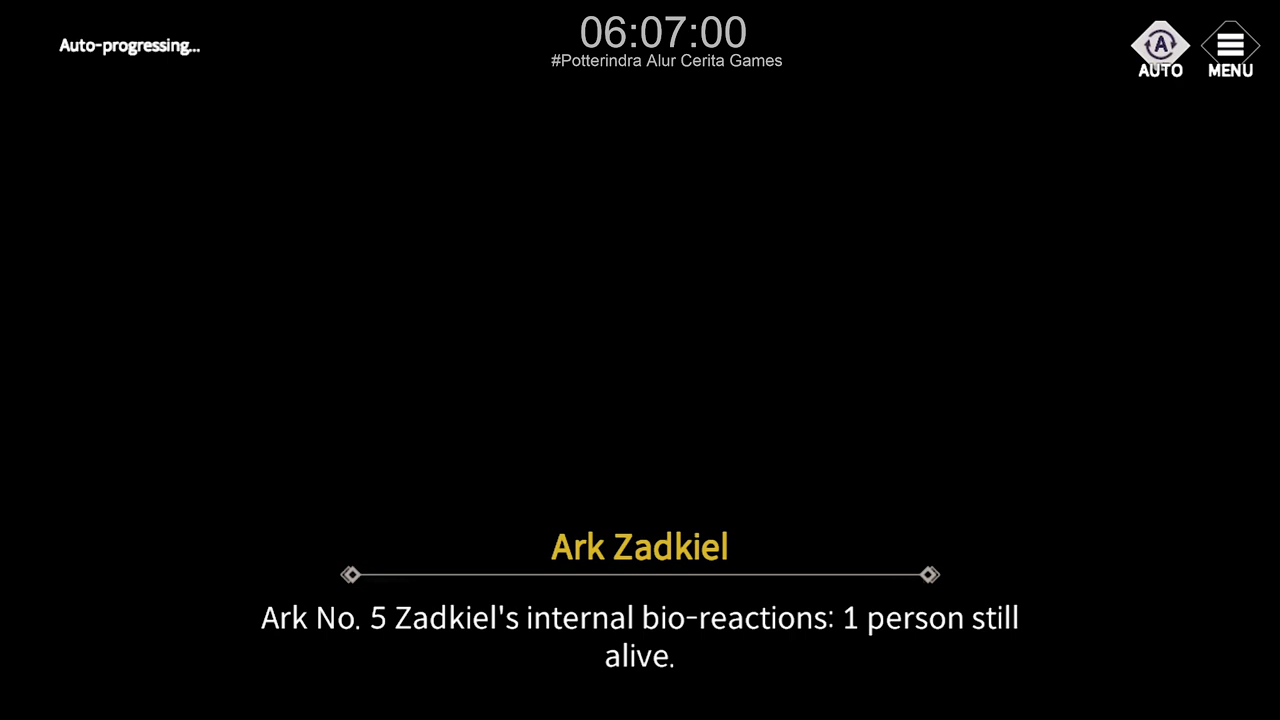 Auto-progressing...
06:07:00
#Potterindra Alur Cerita Games
A
AUTO
MENU
Ark Zadkiel
Ark No. 5 Zadkiel's internal bio-reactions: 1 person still
alive.